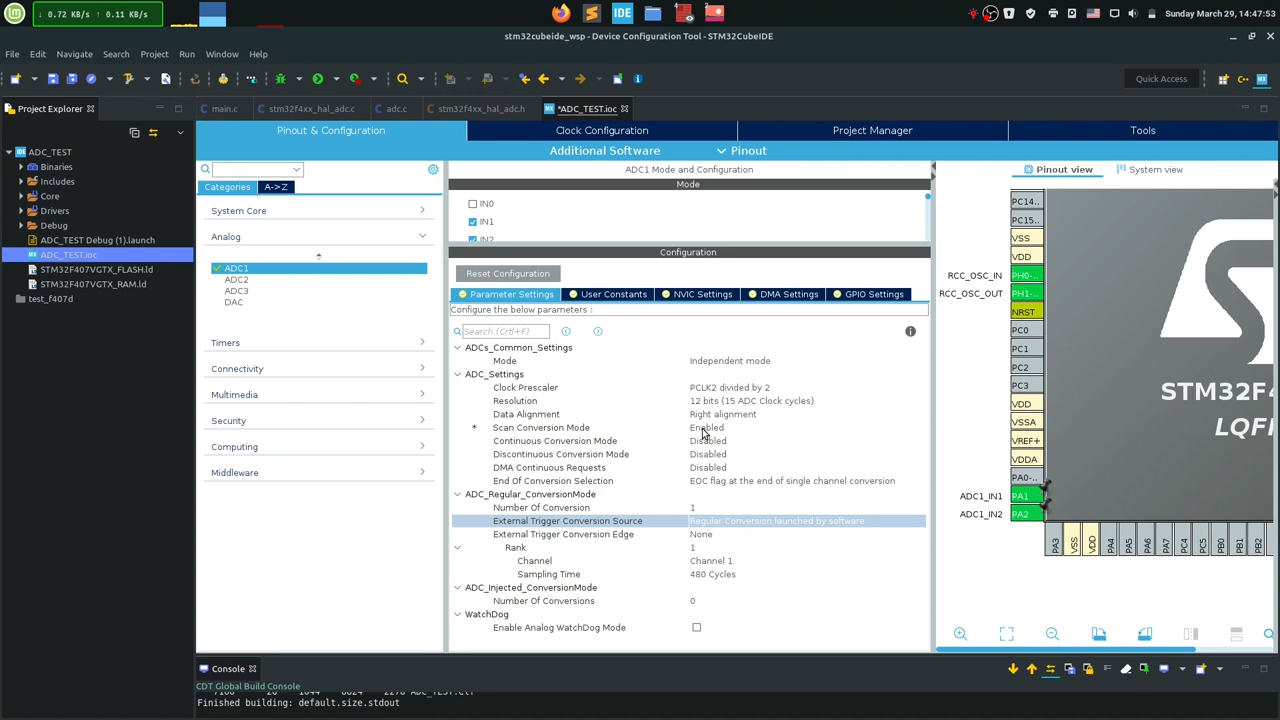 ↓ 0.72 KB/s ↑ 0.11 KB/s
IDE
Sunday March 29, 14:47:53
stm32cubeide_wsp - Device Configuration Tool - STM32CubeIDE
File Edit Navigate Search Project Run Window Help
Quick Access
Project Explorer
main.c stm32f4xx_hal_adc.c adc.c stm32f4xx_hal_adc.h *ADC_TEST.ioc
ADC_TEST
Binaries
Includes
Core
Drivers
Debug
ADC_TEST Debug (1).launch
ADC_TEST.ioc
STM32F407VGTX_FLASH.ld
STM32F407VGTX_RAM.ld
test_f407d
Pinout & Configuration Clock Configuration Project Manager Tools
Additional Software Pinout
Categories A->Z
System Core
Analog
ADC1
ADC2
ADC3
DAC
Timers
Connectivity
Multimedia
Security
Computing
Middleware
ADC1 Mode and Configuration
Mode
IN0
IN1
IN2
Configuration
Reset Configuration
Parameter Settings User Constants NVIC Settings DMA Settings GPIO Settings
Configure the below parameters :
Search (Crtl+F)
ADCs_Common_Settings
Mode Independent mode
ADC_Settings
Clock Prescaler PCLK2 divided by 2
Resolution 12 bits (15 ADC Clock cycles)
Data Alignment Right alignment
* Scan Conversion Mode Enabled
Continuous Conversion Mode Disabled
Discontinuous Conversion Mode Disabled
DMA Continuous Requests Disabled
End Of Conversion Selection EOC flag at the end of single channel conversion
ADC_Regular_ConversionMode
Number Of Conversion 1
External Trigger Conversion Source Regular Conversion launched by software
External Trigger Conversion Edge None
Rank 1
Channel Channel 1
Sampling Time 480 Cycles
ADC_Injected_ConversionMode
Number Of Conversions 0
WatchDog
Enable Analog WatchDog Mode
Pinout view System view
PC14..
PC15..
VSS
VDD
RCC_OSC_IN PH0-..
RCC_OSC_OUT PH1-..
NRST
PC0
PC1
PC2
PC3
VDD
VSSA
VREF+
VDDA
PA0-..
ADC1_IN1 PA1
ADC1_IN2 PA2
STM32F4
LQF
PA3 VSS VDD PA4 PA5 PA6 PA7 PC4 PC5 PB0 PB1 PB2
Console
CDT Global Build Console
Finished building: default.size.stdout